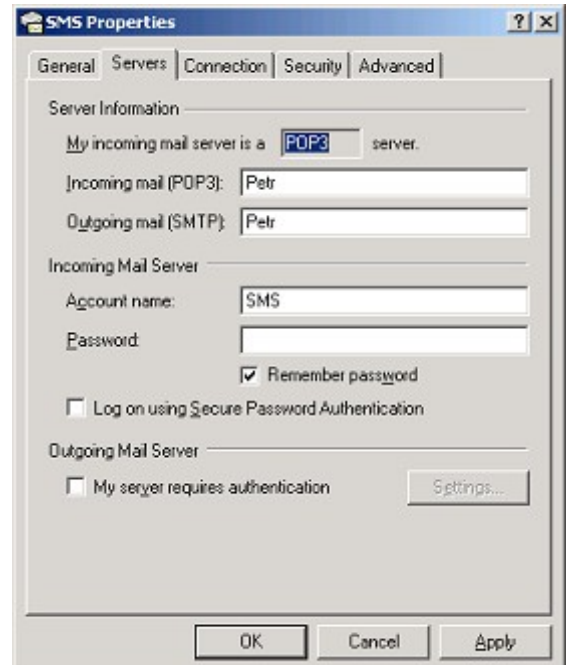 SMS Properties
General Servers Connection Security Advanced
Server Information
My incoming mail server is a POP3 server.
Incoming mail (POP3): Petr
Outgoing mail (SMTP): Petr
Incoming Mail Server
Account name: SMS
Password:
Remember password
Log on using Secure Password Authentication
Outgoing Mail Server
My server requires authentication Settings...
OK Cancel Apply